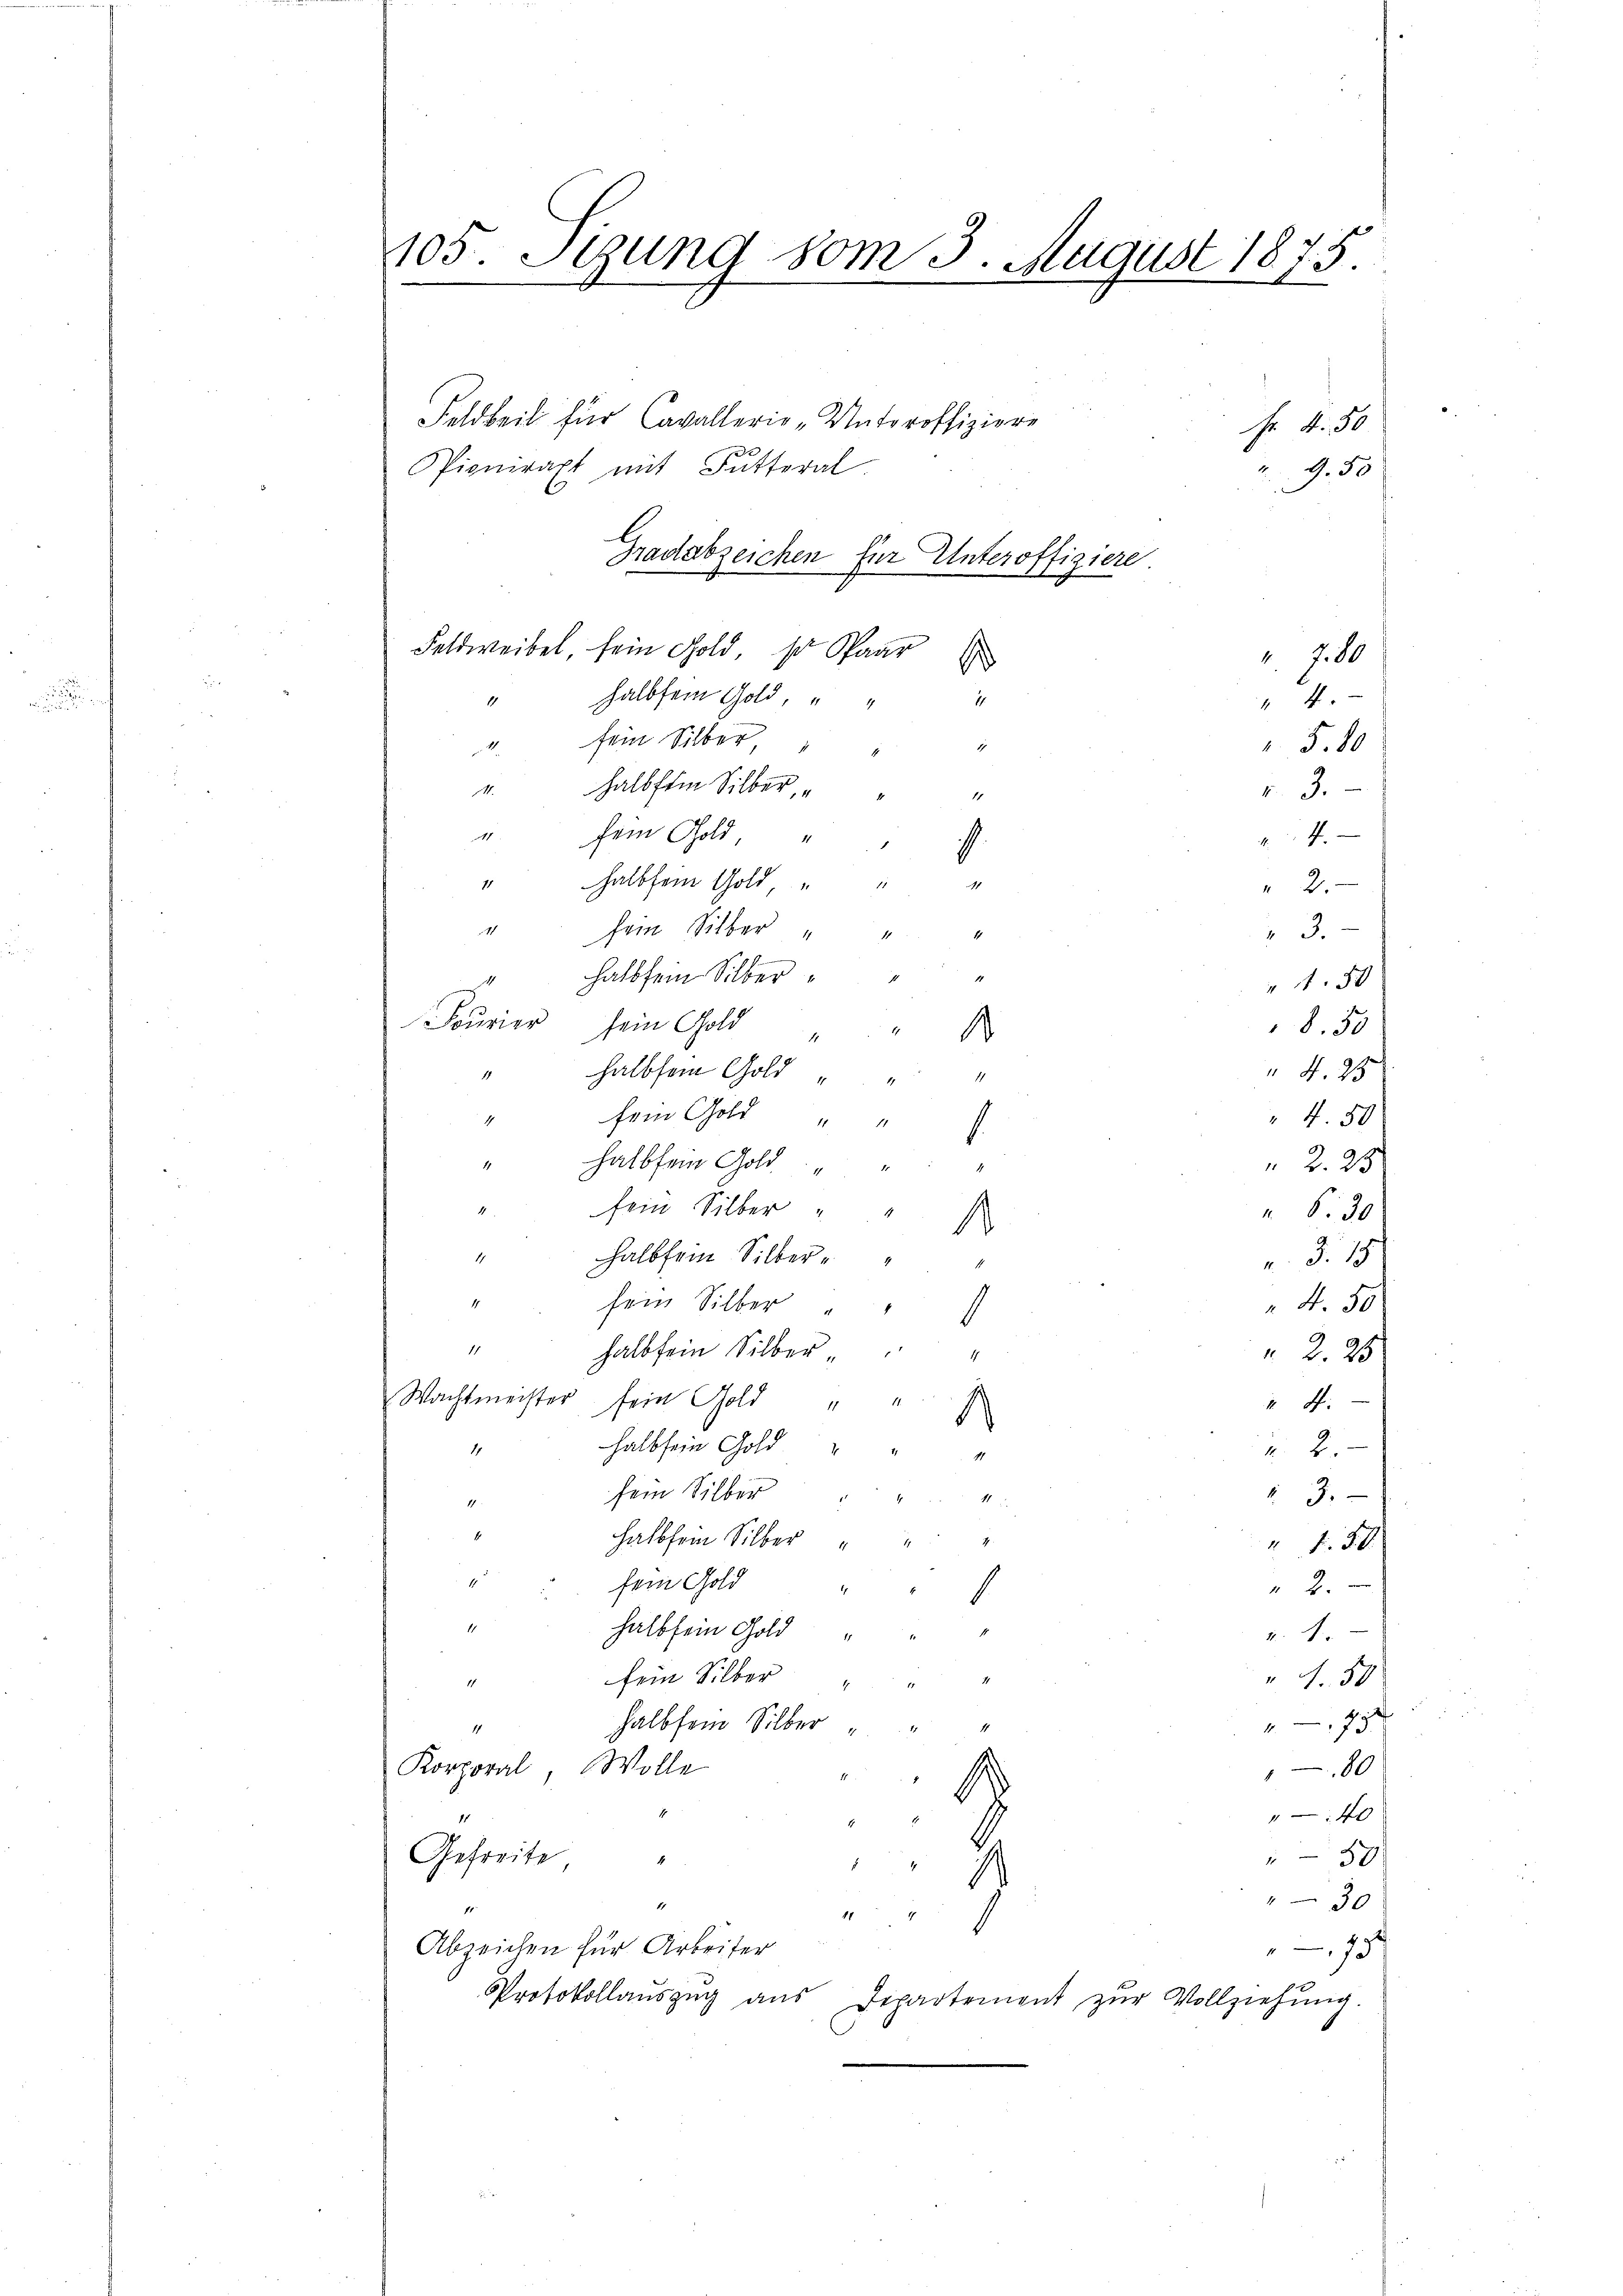 105. Sizung vom 3. August 1875.
Feldbeil für Cavallerie-Unteroffiziere fr. 4.50
Pionieraxt mit Futteral " 9.50
Gradabzeichen für Unteroffiziere.
Feldweibel, fein Gold, pr Paar " 7.80
" halbfein Gold, " " " " 4.-
" fein Silber, " " " " 5.80
" halbfein Silber, " " " " 3.-
" fein Gold, " " " 4.-
" halbfein Gold, " " " " 2.-
" fein Silber " " " " 3.-
" halbfein Silber " " " " 1.50
Fourier fein Gold " " " 8.50
" halbfein Gold " " " " 4.25
" fein Gold " " " 4.50
" halbfein Gold " " " " 2.25
" fein Silber " " " 6.30
" halbfein Silber " " " " 3.15
" fein Silber " " " 4.50
" halbfein Silber " " " " 2.25
Wachtmeister fein Gold " " " 4.-
" halbfein Gold " " " " 2.-
" fein Silber " " " " 3.-
" halbfein Silber " " " " 1.50
" fein Gold " " " 2.-
" halbfein Gold " " " " 1.-
" fein Silber " " " " 1.50
" halbfein Silber " " " " -.75
Korporal, Wolle " " " -.80
" " " " " -.40
Gefreite, " " " " -50
" " " " " -30
Abzeichen für Arbeiter " -.75
Protokollauszug ans Departement zur Vollziehung.